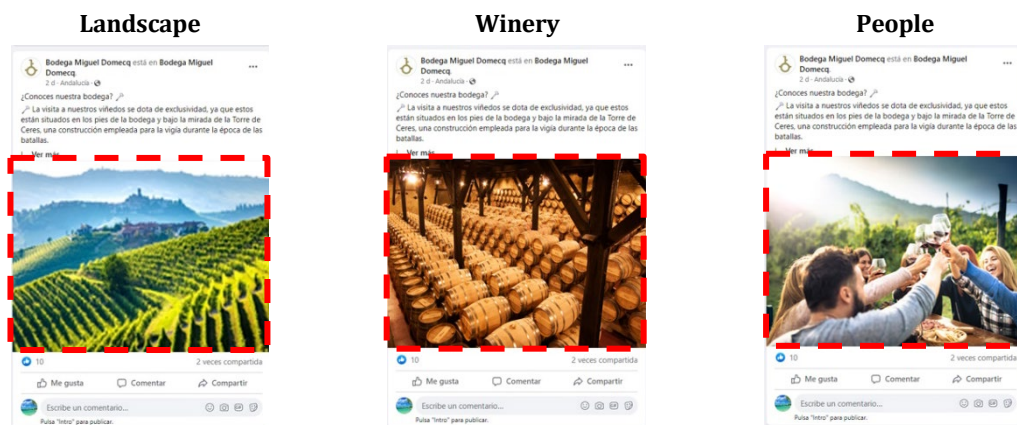 Landscape
Bodega Miguel Domecq está en Bodega Miguel
Domecq.
2 d · Andalucía ·
¿Conoces nuestra bodega?
La visita a nuestros viñedos se dota de exclusividad, ya que estos
están situados en los pies de la bodega y bajo la mirada de la Torre de
Ceres, una construcción empleada para la vigía durante la época de las
batallas.
... Ver más
10
2 veces compartida
Me gusta
Comentar
Compartir
Escribe un comentario...
Pulsa "Intro" para publicar.
Winery
Bodega Miguel Domecq está en Bodega Miguel
Domecq.
2 d · Andalucía ·
¿Conoces nuestra bodega?
La visita a nuestros viñedos se dota de exclusividad, ya que estos
están situados en los pies de la bodega y bajo la mirada de la Torre de
Ceres, una construcción empleada para la vigía durante la época de las
batallas.
Ver más
10
2 veces compartida
Me gusta
Comentar
Compartir
Escribe un comentario...
Pulsa "Intro" para publicar.
People
Bodega Miguel Domecq está en Bodega Miguel
Domecq.
2 d · Andalucía ·
¿Conoces nuestra bodega?
La visita a nuestros viñedos se dota de exclusividad, ya que estos
están situados en los pies de la bodega y bajo la mirada de la Torre de
Ceres, una construcción empleada para la vigía durante la época de las
batallas.
Ver más
10
2 veces compartida
Me gusta
Comentar
Compartir
Escribe un comentario...
Pulsa "Intro" para publicar.